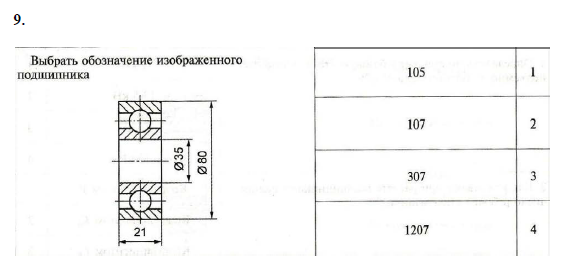 9.
Выбрать обозначение изображенного
подшипника
Ø35
Ø80
21
105 1
107 2
307 3
1207 4